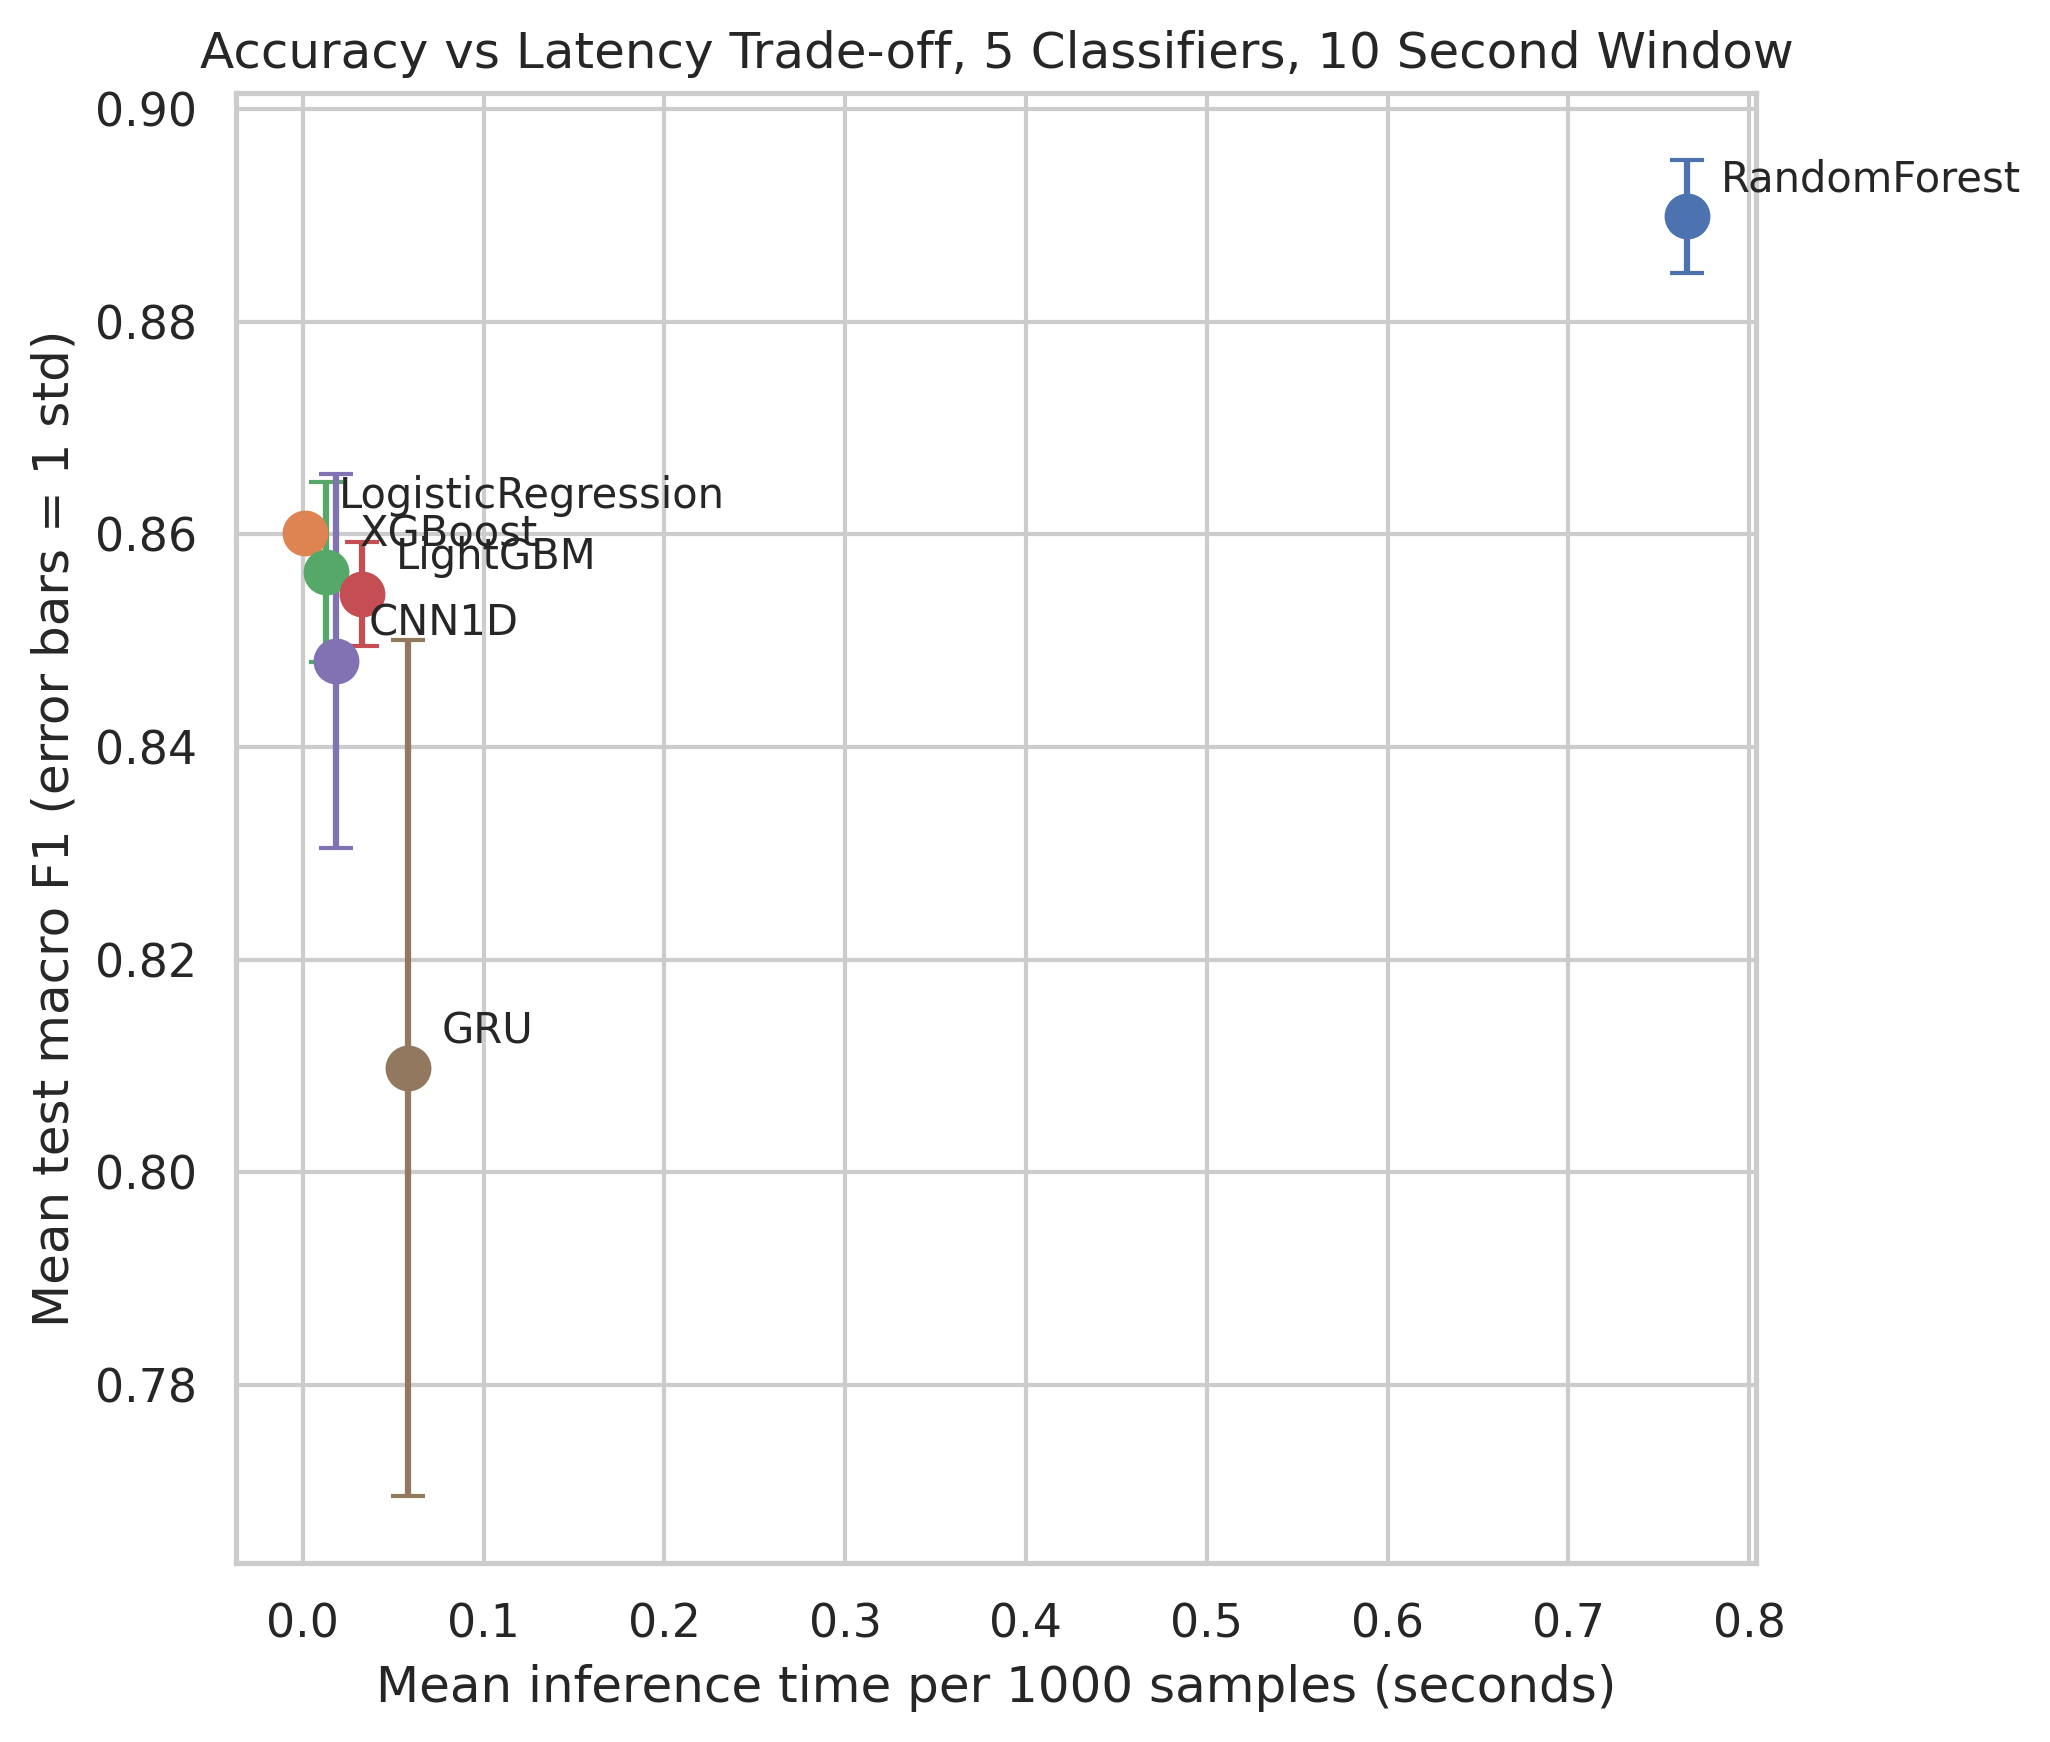 Accuracy vs Latency Trade-off, 5 Classifiers, 10 Second Window
Mean test macro F1 (error bars = 1 std)
0.90
0.88
0.86
0.84
0.82
0.80
0.78
RandomForest
LogisticRegression
XGBoost
LightGBM
CNN1D
GRU
0.0 0.1 0.2 0.3 0.4 0.5 0.6 0.7 0.8
Mean inference time per 1000 samples (seconds)